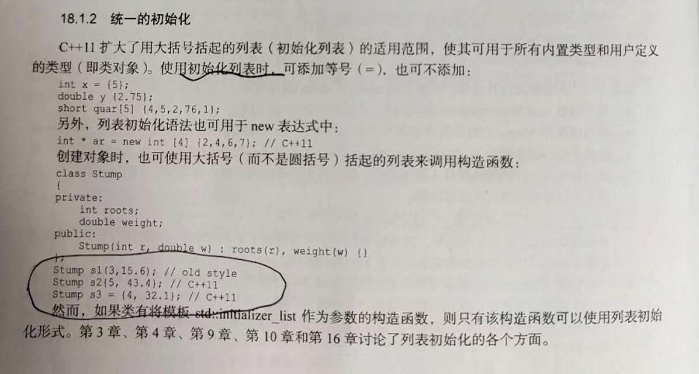 18.1.2 统一的初始化
C++11 扩大了用大括号括起的列表（初始化列表）的适用范围，使其可用于所有内置类型和用户定义
的类型（即类对象）。使用初始化列表时，可添加等号（=），也可不添加：
int x = {5};
double y {2.75};
short quar[5] {4,5,2,76,1};
另外，列表初始化语法也可用于 new 表达式中：
int * ar = new int [4] {2,4,6,7}; // C++11
创建对象时，也可使用大括号（而不是圆括号）括起的列表来调用构造函数：
class Stump
{
private:
int roots;
double weight;
public:
Stump(int r, double w) : roots(r), weight(w) {}
};
Stump s1(3,15.6); // old style
Stump s2{5, 43.4}; // C++11
Stump s3 = {4, 32.1}; // C++11
然而，如果类有将模板 std::initializer_list 作为参数的构造函数，则只有该构造函数可以使用列表初始
化形式。第 3 章、第 4 章、第 9 章、第 10 章和第 16 章讨论了列表初始化的各个方面。